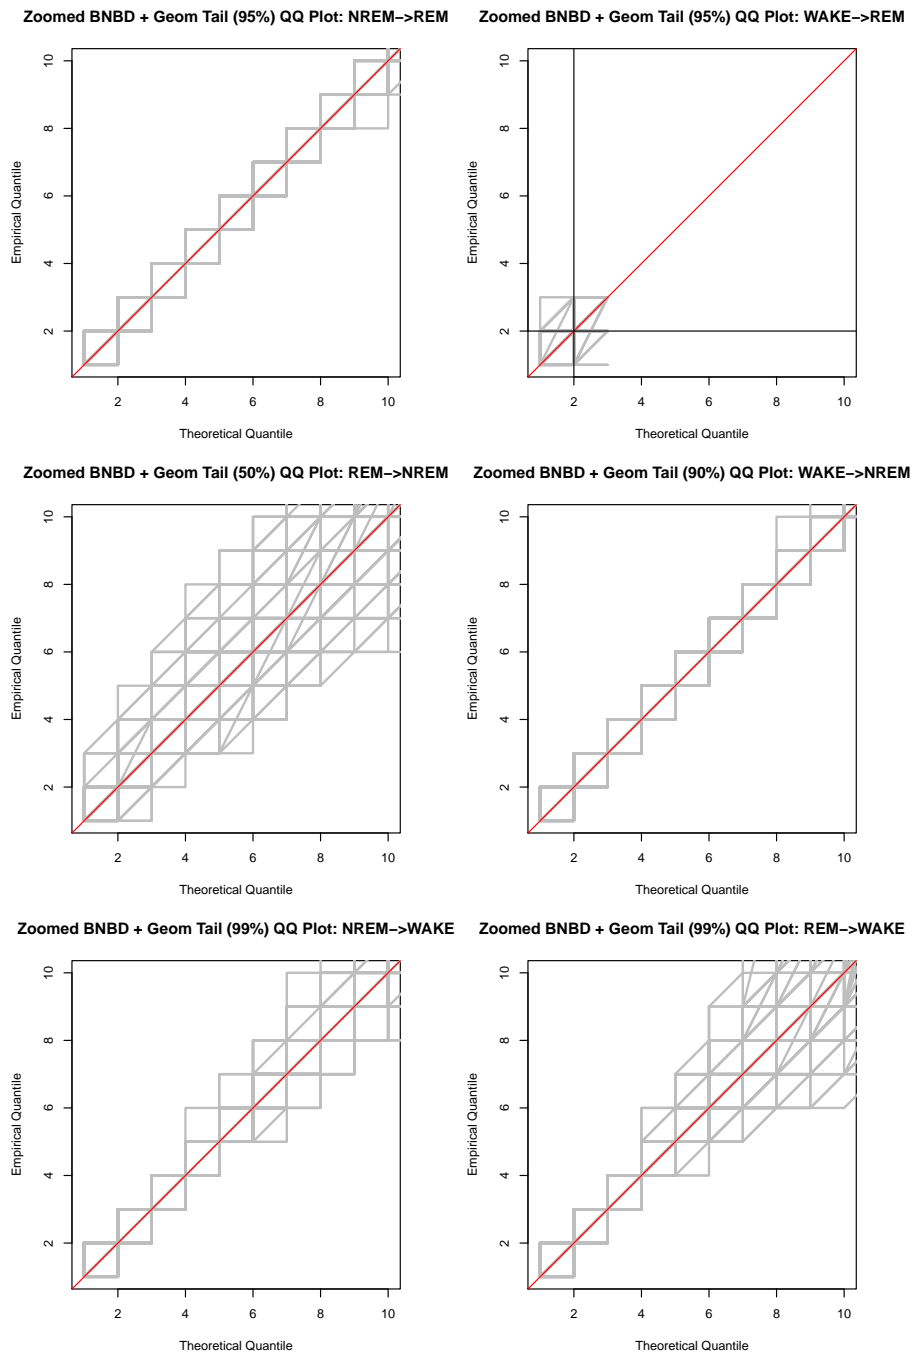 Zoomed BNBD + Geom Tail (95%) QQ Plot: NREM−>REM
10
8
6
4
2
Empirical Quantile
2 4 6 8 10
Theoretical Quantile
Zoomed BNBD + Geom Tail (95%) QQ Plot: WAKE−>REM
10
8
6
4
2
Empirical Quantile
2 4 6 8 10
Theoretical Quantile
Zoomed BNBD + Geom Tail (50%) QQ Plot: REM−>NREM
10
8
6
4
2
Empirical Quantile
2 4 6 8 10
Theoretical Quantile
Zoomed BNBD + Geom Tail (90%) QQ Plot: WAKE−>NREM
10
8
6
4
2
Empirical Quantile
2 4 6 8 10
Theoretical Quantile
Zoomed BNBD + Geom Tail (99%) QQ Plot: NREM−>WAKE
10
8
6
4
2
Empirical Quantile
2 4 6 8 10
Theoretical Quantile
Zoomed BNBD + Geom Tail (99%) QQ Plot: REM−>WAKE
10
8
6
4
2
Empirical Quantile
2 4 6 8 10
Theoretical Quantile